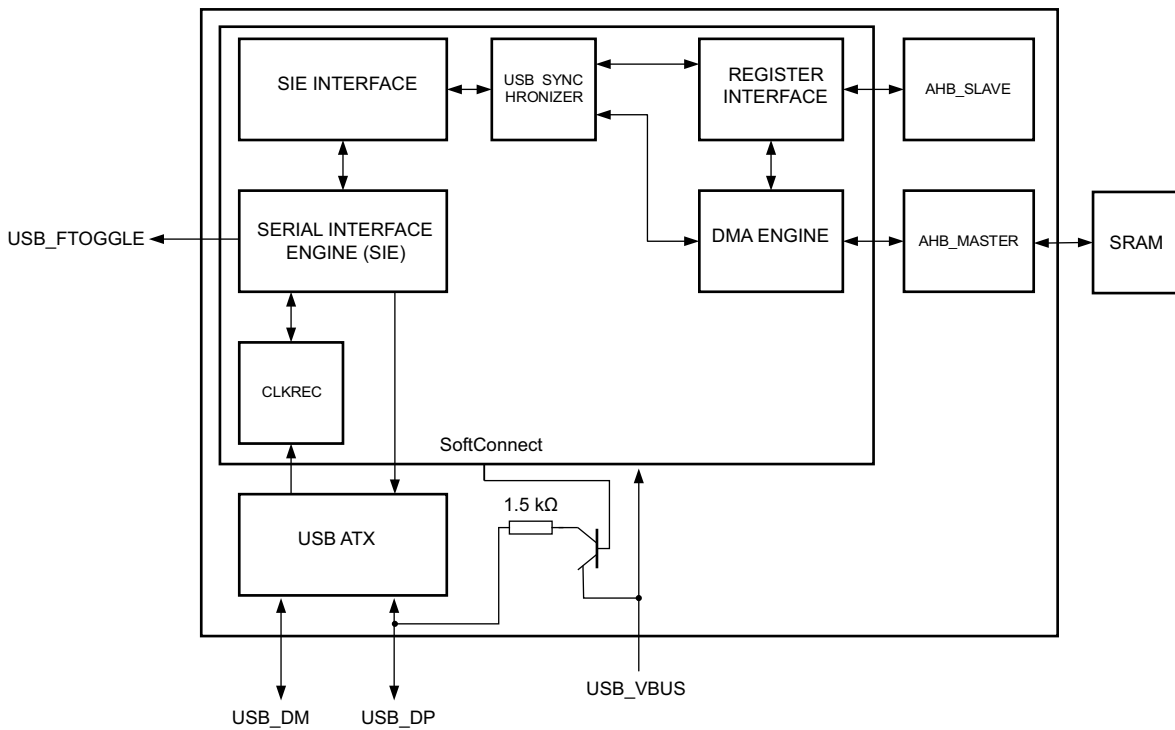 SIE INTERFACE
USB_SYNC
HRONIZER
REGISTER
INTERFACE
AHB_SLAVE
USB_FTOGGLE
SERIAL INTERFACE
ENGINE (SIE)
DMA ENGINE
AHB_MASTER
SRAM
CLKREC
SoftConnect
1.5 kΩ
USB ATX
USB_VBUS
USB_DM
USB_DP